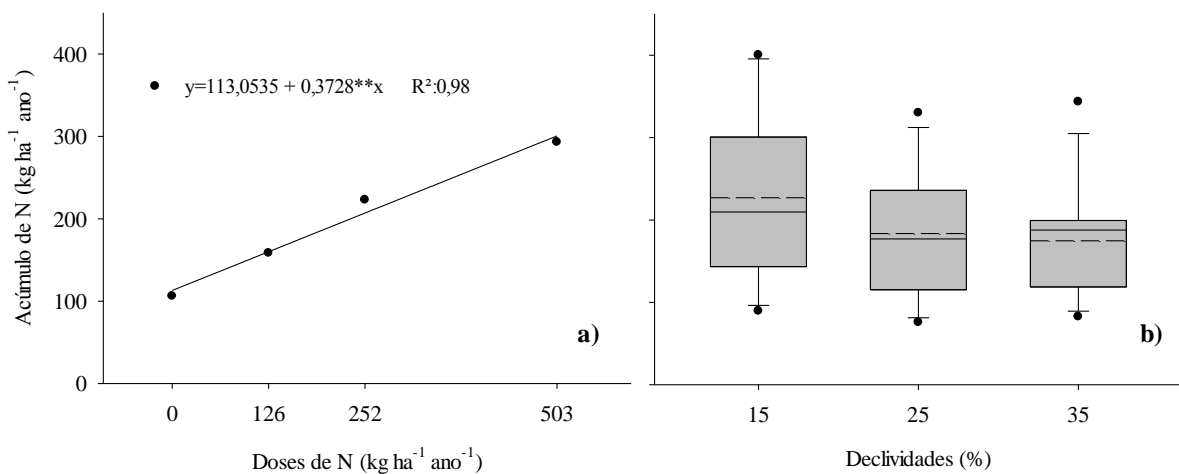 400
300
200
100
0
Acúmulo de N (kg ha⁻¹ ano⁻¹)
y=113,0535 + 0,3728**x R²:0,98
a)
0 126 252 503
Doses de N (kg ha⁻¹ ano⁻¹)
b)
15 25 35
Declividades (%)